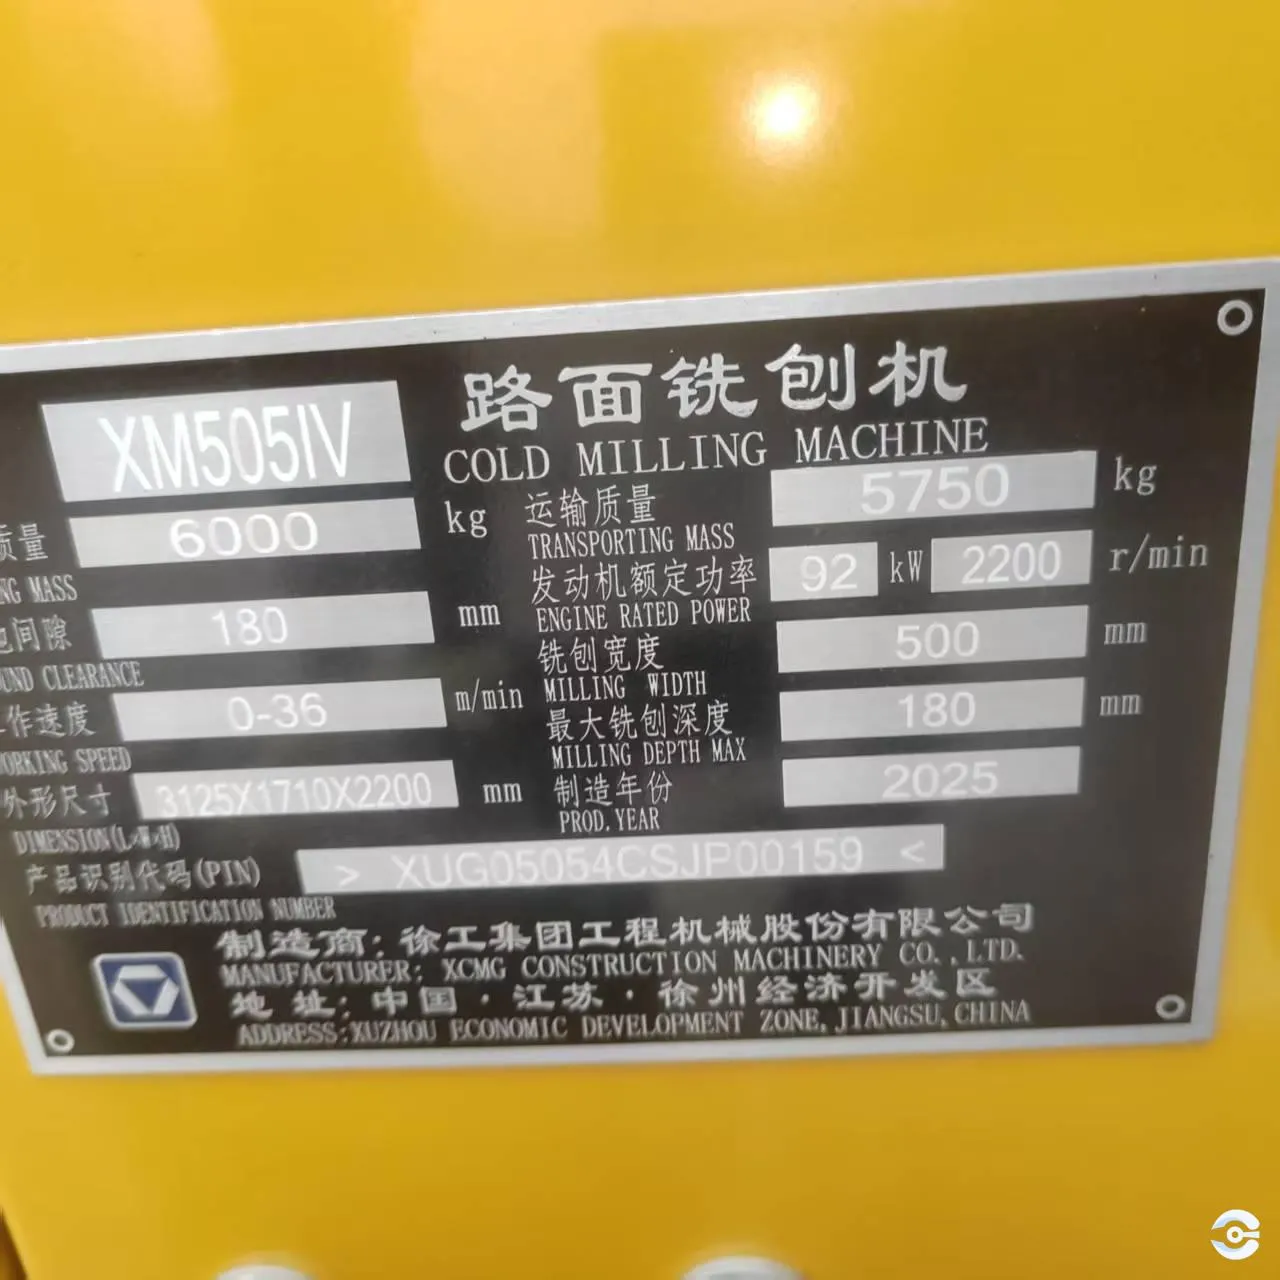 路面铣刨机
COLD MILLING MACHINE
XM505IV
质量 6000 kg
NG MASS
运输质量 5750 kg
TRANSPORTING MASS
地间隙 180 mm
UND CLEARANCE
发动机额定功率 92 kW 2200 r/min
ENGINE RATED POWER
作速度 0-36 m/min
WORKING SPEED
铣刨宽度 500 mm
MILLING WIDTH
外形尺寸 3125X1710X2200 mm
DIMENSION(L×W×H)
最大铣刨深度 180 mm
MILLING DEPTH MAX
制造年份 2025
PROD. YEAR
产品识别代码(PIN) > XUG05054CSJP00159 <
PRODUCT IDENTIFICATION NUMBER
制造商:徐工集团工程机械股份有限公司
MANUFACTURER: XCMG CONSTRUCTION MACHINERY CO., LTD.
地址:中国·江苏·徐州经济开发区
ADDRESS:XUZHOU ECONOMIC DEVELOPMENT ZONE, JIANGSU, CHINA